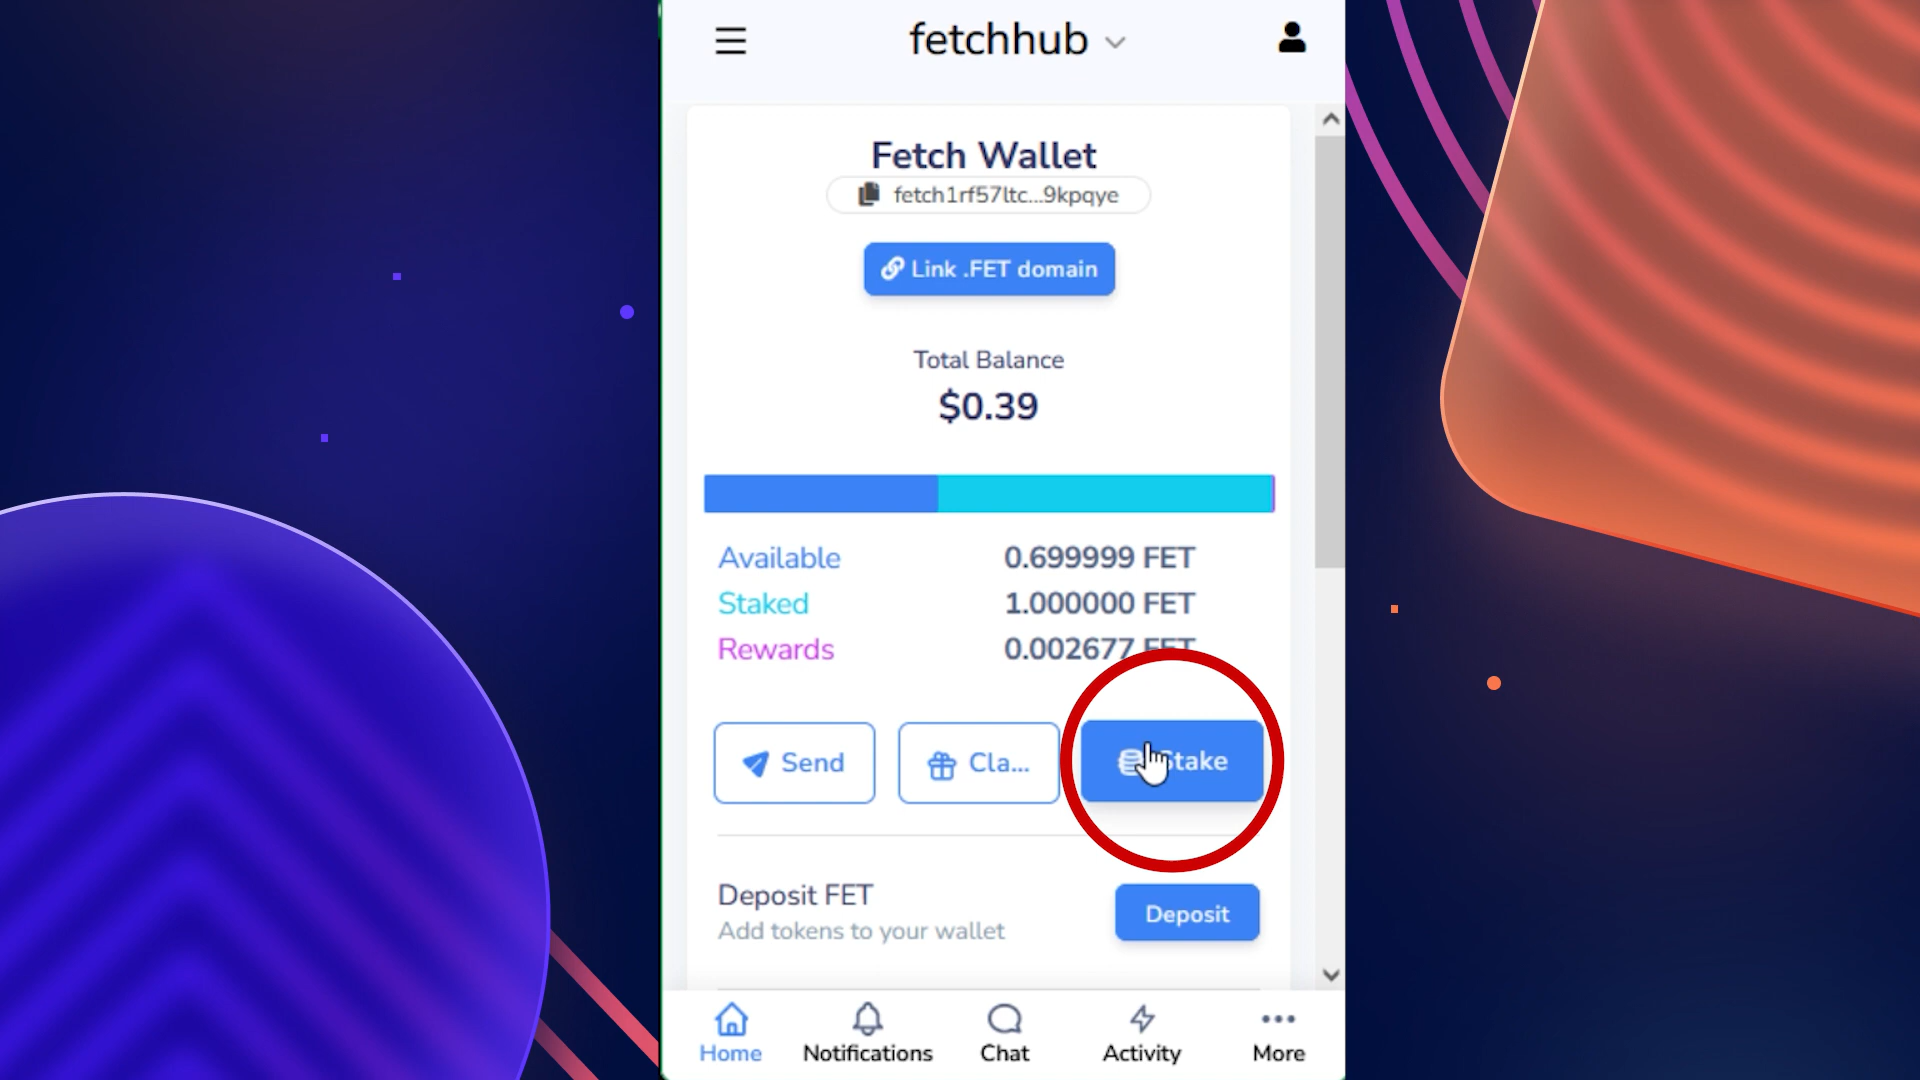 fetchhub
Fetch Wallet
fetch1rf57ltc...9kpqye
Link .FET domain
Total Balance
$0.39
Available 0.699999 FET
Staked 1.000000 FET
Rewards 0.002677 FET
Send Cla... Stake
Deposit FET
Add tokens to your wallet
Deposit
Home Notifications Chat Activity More